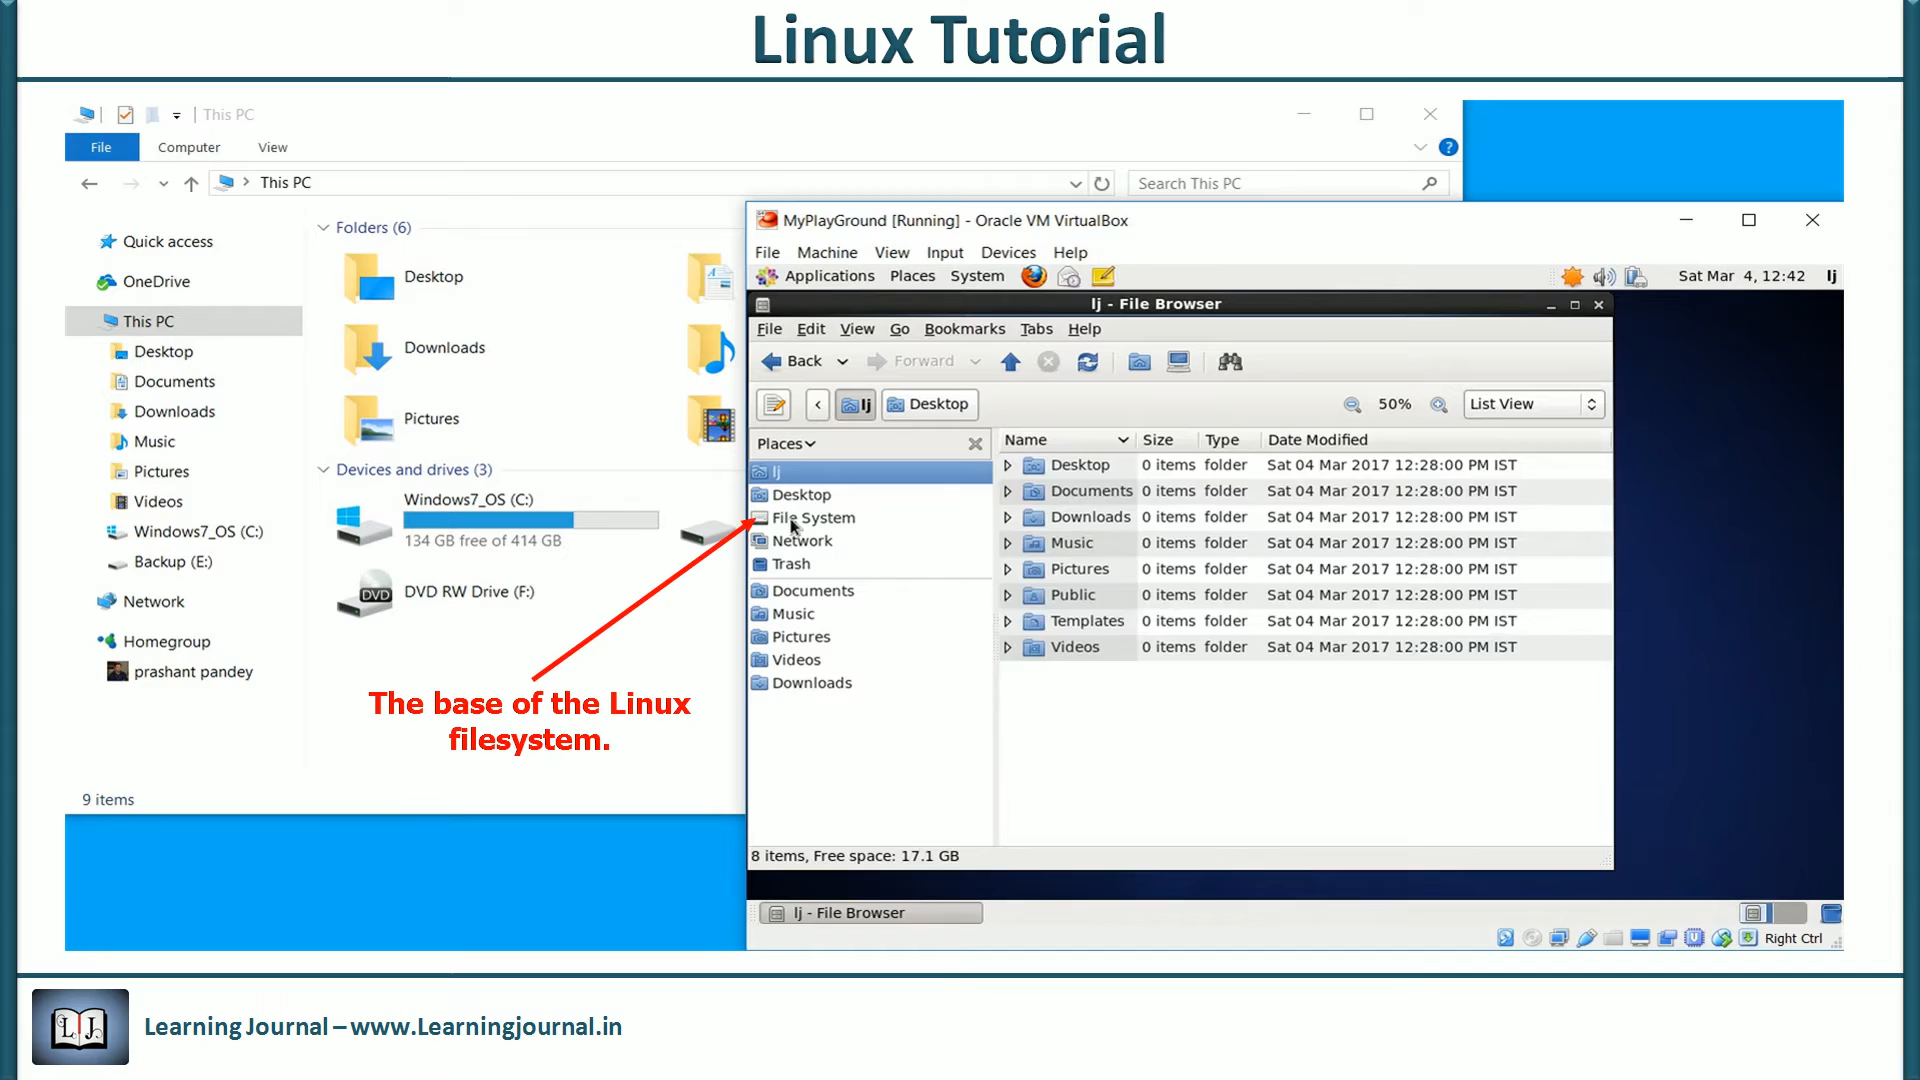 Linux Tutorial
This PC
File
Computer
View
This PC
Search This PC
Quick access
OneDrive
This PC
Desktop
Documents
Downloads
Music
Pictures
Videos
Windows7_OS (C:)
Backup (E:)
Network
Homegroup
prashant pandey
Folders (6)
Desktop
Downloads
Pictures
Devices and drives (3)
Windows7_OS (C:)
134 GB free of 414 GB
DVD
DVD RW Drive (F:)
The base of the Linux
filesystem.
9 items
MyPlayGround [Running] - Oracle VM VirtualBox
File Machine View Input Devices Help
Applications Places System
Sat Mar 4, 12:42 lj
lj - File Browser
File Edit View Go Bookmarks Tabs Help
Back
Forward
lj
Desktop
50%
List View
Places
lj
Desktop
File System
Network
Trash
Documents
Music
Pictures
Videos
Downloads
Name Size Type Date Modified
Desktop 0 items folder Sat 04 Mar 2017 12:28:00 PM IST
Documents 0 items folder Sat 04 Mar 2017 12:28:00 PM IST
Downloads 0 items folder Sat 04 Mar 2017 12:28:00 PM IST
Music 0 items folder Sat 04 Mar 2017 12:28:00 PM IST
Pictures 0 items folder Sat 04 Mar 2017 12:28:00 PM IST
Public 0 items folder Sat 04 Mar 2017 12:28:00 PM IST
Templates 0 items folder Sat 04 Mar 2017 12:28:00 PM IST
Videos 0 items folder Sat 04 Mar 2017 12:28:00 PM IST
8 items, Free space: 17.1 GB
lj - File Browser
Right Ctrl
LJ
Learning Journal – www.Learningjournal.in